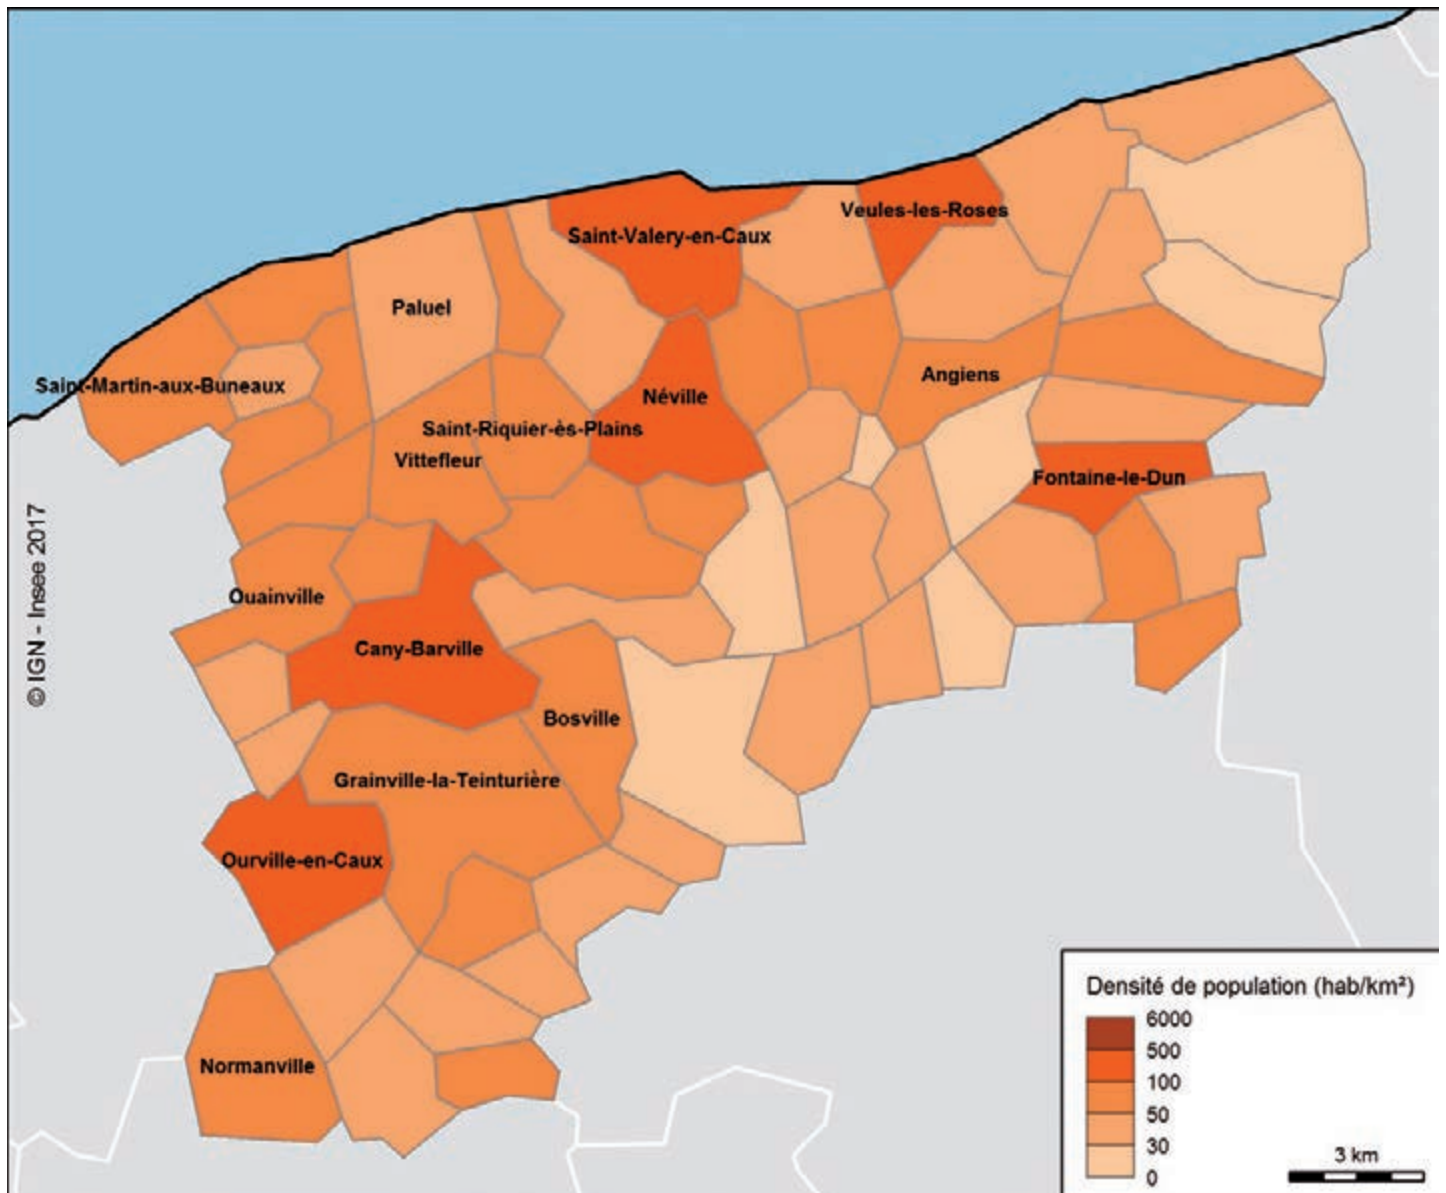 Veules-les-Roses
Saint-Valery-en-Caux
Paluel
Angiens
Saint-Martin-aux-Buneaux
Néville
Saint-Riquier-ès-Plains
Vittefleur
Fontaine-le-Dun
© IGN - Insee 2017
Ouainville
Cany-Barville
Bosville
Grainville-la-Teinturière
Ourville-en-Caux
Normanville
Densité de population (hab/km²)
6000
500
100
50
30
0
3 km